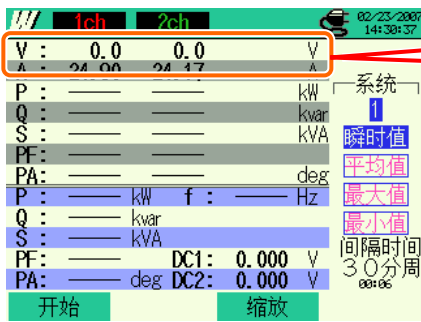 1ch 2ch 02/23/2007
14:30:37
V : 0.0 0.0 V
A : 24.17 A
P : —— —— kW
Q : —— —— kvar
S : —— —— kVA
PF: —— ——
PA: —— —— deg
P : —— kW f : —— Hz
Q : —— kvar
S : —— kVA
PF: —— DC1: 0.000 V
PA: —— deg DC2: 0.000 V
系统
1
瞬时值
平均值
最大值
最小值
间隔时间
30分周
00:06
开始 缩放